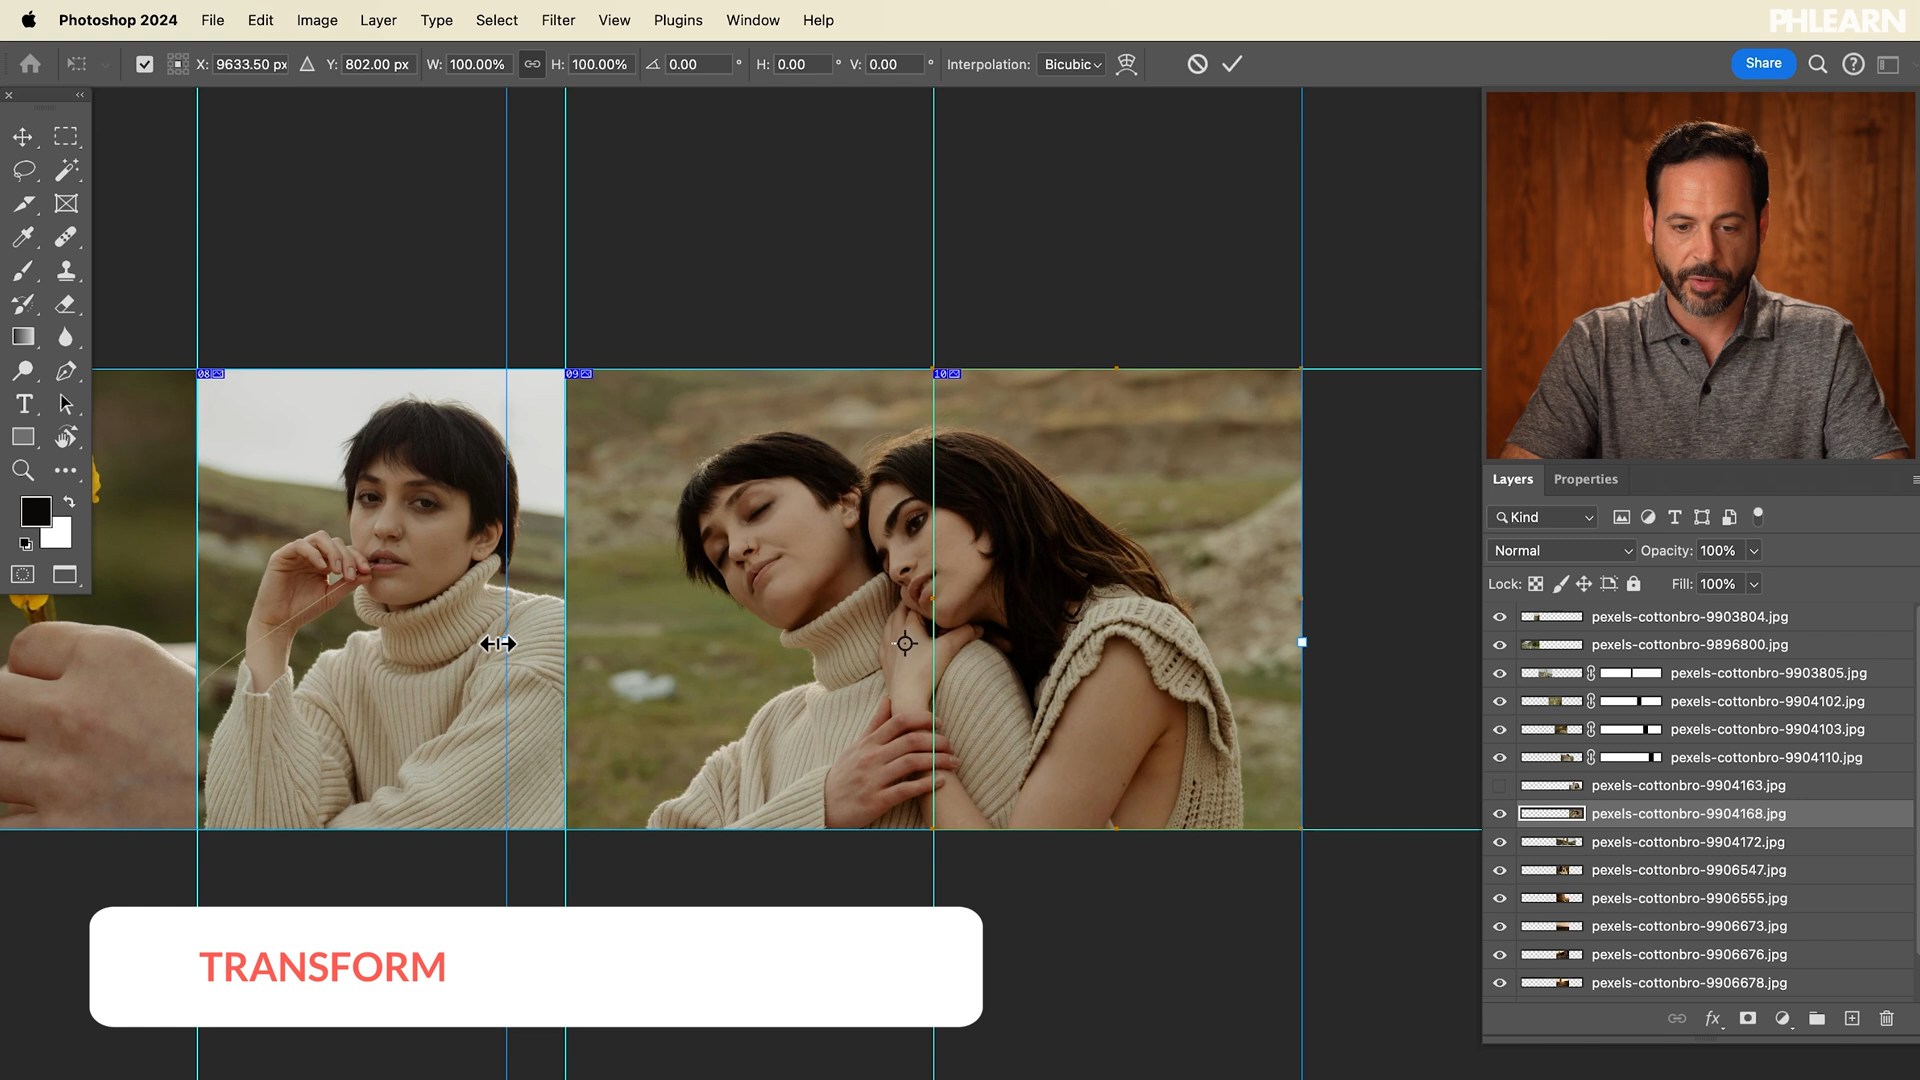 Photoshop 2024 File Edit Image Layer Type Select Filter View Plugins Window Help
PHLEARN
X: 9633.50 px Y: 802.00 px W: 100.00% H: 100.00% 0.00 ° H: 0.00 ° V: 0.00 ° Interpolation: Bicubic
Share
08
09
10
Layers Properties
Kind
Normal Opacity: 100%
Lock: Fill: 100%
pexels-cottonbro-9903804.jpg
pexels-cottonbro-9896800.jpg
pexels-cottonbro-9903805.jpg
pexels-cottonbro-9904102.jpg
pexels-cottonbro-9904103.jpg
pexels-cottonbro-9904110.jpg
pexels-cottonbro-9904163.jpg
pexels-cottonbro-9904168.jpg
pexels-cottonbro-9904172.jpg
pexels-cottonbro-9906547.jpg
pexels-cottonbro-9906555.jpg
pexels-cottonbro-9906673.jpg
pexels-cottonbro-9906676.jpg
pexels-cottonbro-9906678.jpg
fx
TRANSFORM